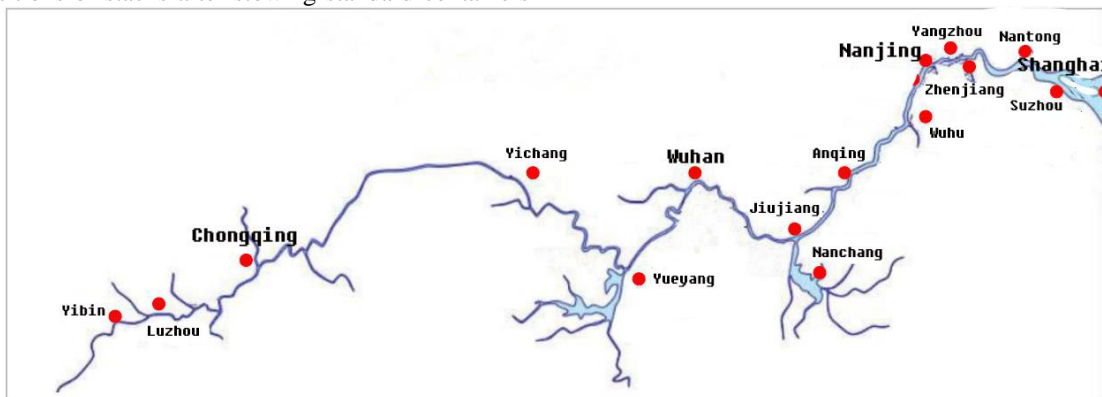 Yangzhou
Nantong
Nanjing
Shanghai
Zhenjiang
Suzhou
Wuhu
Yichang
Wuhan
Anqing
Jiujiang
Chongqing
Nanchang
Yueyang
Yibin
Luzhou